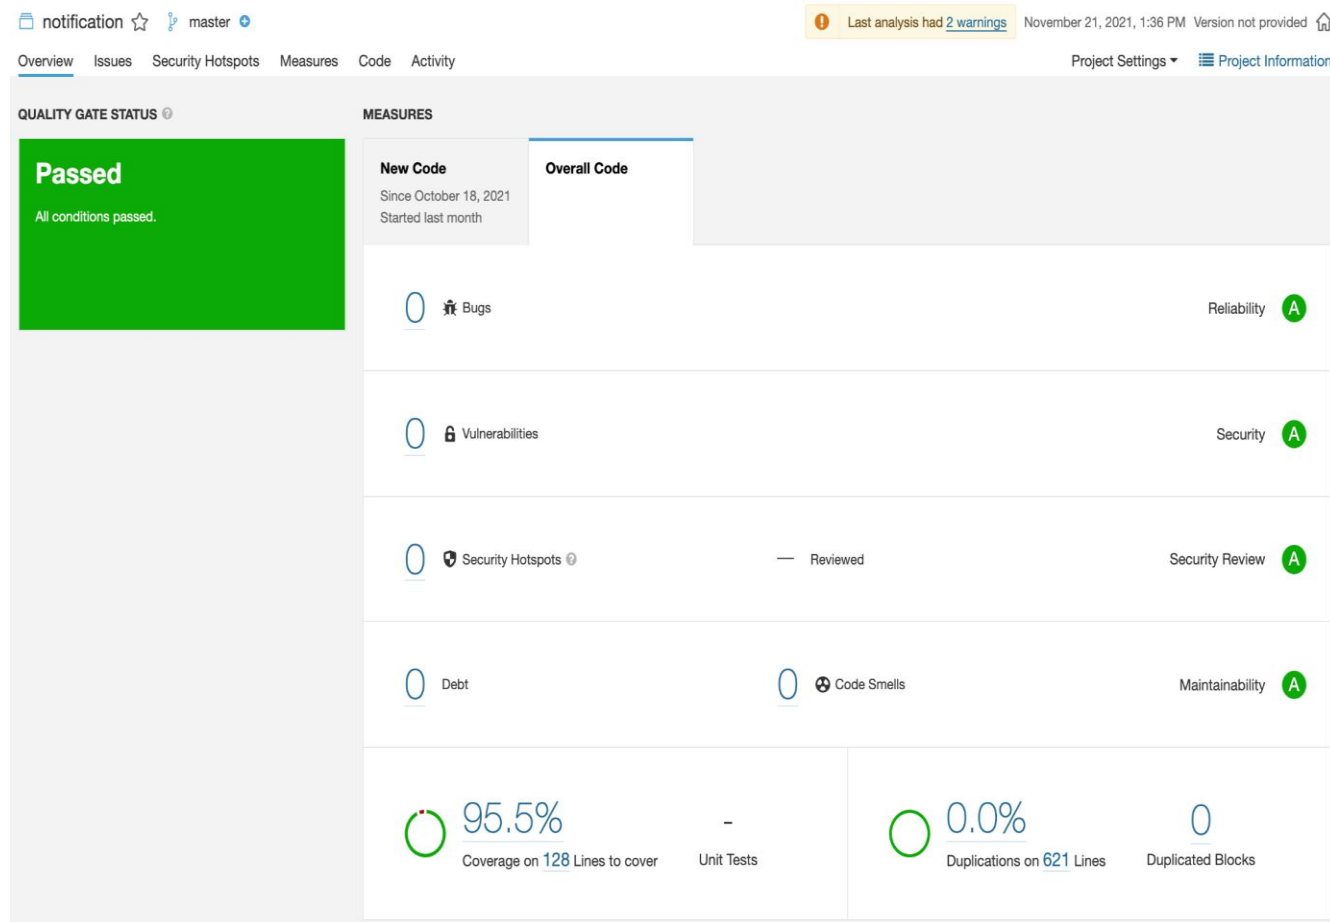 notification master Last analysis had 2 warnings November 21, 2021, 1:36 PM Version not provided
Overview Issues Security Hotspots Measures Code Activity Project Settings Project Information
QUALITY GATE STATUS ?
MEASURES
Passed
All conditions passed.
New Code
Since October 18, 2021
Started last month
Overall Code
0 Bugs Reliability A
0 Vulnerabilities Security A
0 Security Hotspots ? — Reviewed Security Review A
0 Debt 0 Code Smells Maintainability A
95.5% -
Coverage on 128 Lines to cover Unit Tests
0.0% 0
Duplications on 621 Lines Duplicated Blocks